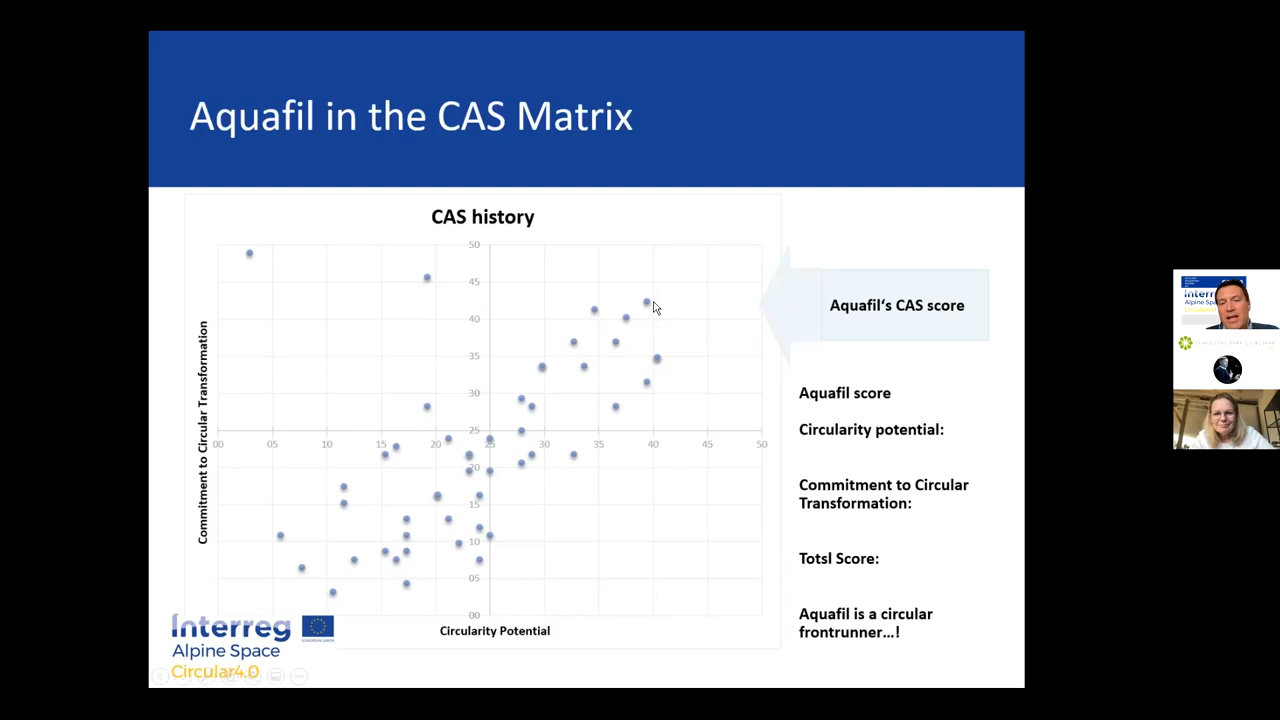 Aquafil in the CAS Matrix
CAS history
50
45
40
35
30
25
00 05 10 15 20 25 30 35 40 45 50
20
15
10
05
00
Commitment to Circular Transformation
Circularity Potential
Aquafil‘s CAS score
Aquafil score
Circularity potential:
Commitment to Circular
Transformation:
Totsl Score:
Aquafil is a circular
frontrunner…!
Interreg
Alpine Space
Circular4.0
Interreg
Alpine Space